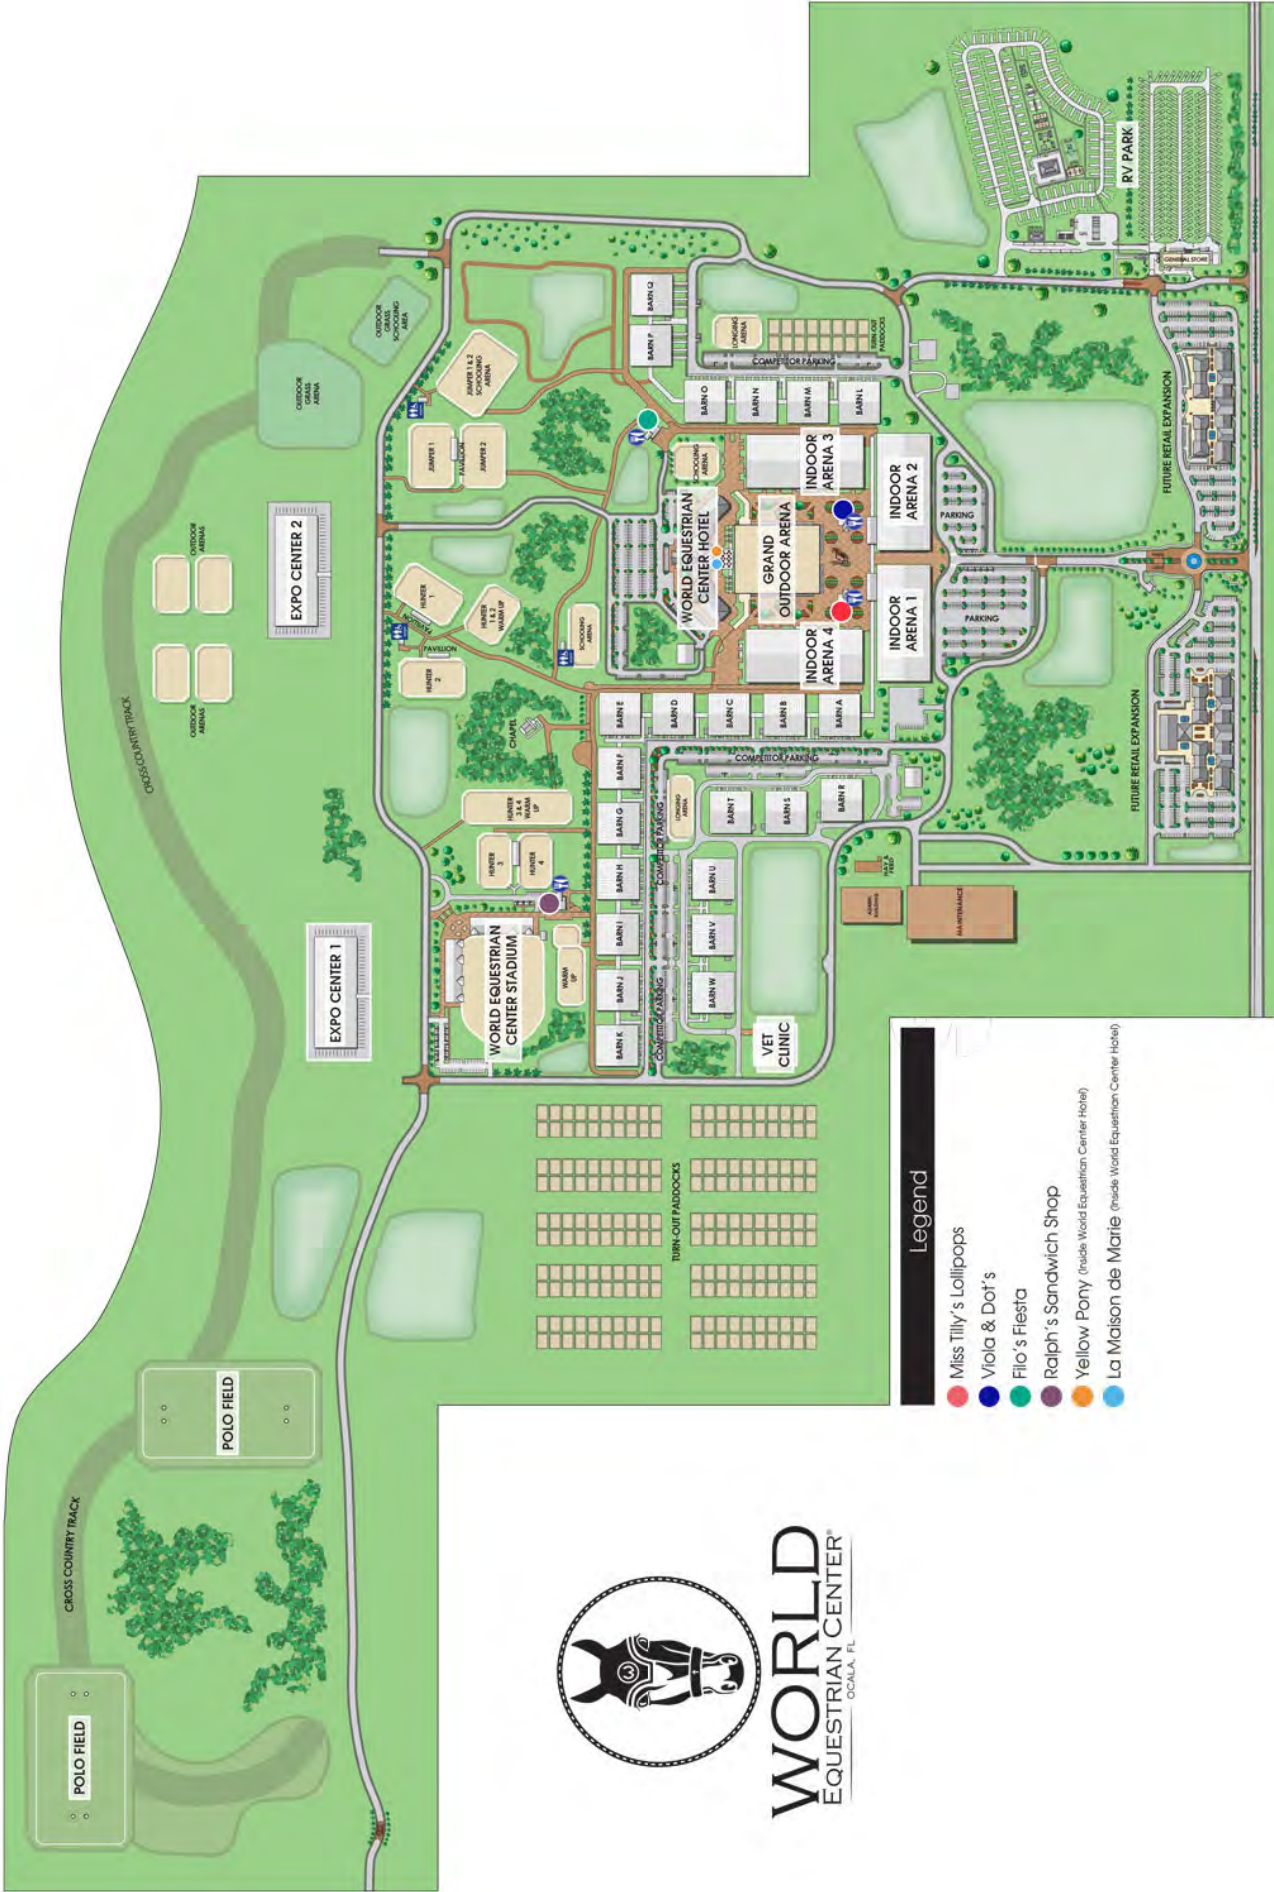 CROSS COUNTRY TRACK
POLO FIELD
POLO FIELD
CROSS COUNTRY TRACK
OUTDOOR
ARENAS
OUTDOOR
ARENAS
EXPO CENTER 1
EXPO CENTER 2
OUTDOOR
GRASS
ARENA
OUTDOOR
GRASS
SCHOOLING
AREA
WORLD EQUESTRIAN
CENTER STADIUM
WARM
UP
HUNTER
3
HUNTER
4
HUNTER
3 & 4
WARM
UP
CHAPEL
HUNTER
2
PAVILLION
PAVILION
HUNTER
1
HUNTER
1 & 2
WARM UP
SCHOOLING
ARENA
JUMPER 1
PAVILION
JUMPER 2
JUMPER 1 & 2
SCHOOLING
ARENA
BARN K
BARN J
BARN I
BARN H
BARN G
BARN F
BARN E
BARN D
BARN C
BARN B
BARN A
COMPETITOR PARKING
COMPETITOR PARKING
COMPETITOR PARKING
LONGING
ARENA
BARN W
BARN V
BARN U
BARN T
BARN S
BARN R
VET
CLINIC
TURN-OUT PADDOCKS
WORLD EQUESTRIAN
CENTER HOTEL
SCHOOLING
ARENA
GRAND
OUTDOOR ARENA
INDOOR
ARENA 4
INDOOR
ARENA 3
INDOOR
ARENA 1
INDOOR
ARENA 2
BARN Q
BARN P
BARN O
BARN N
BARN M
BARN L
LONGING
ARENA
COMPETITOR PARKING
TURN-OUT
PADDOCKS
PARKING
PARKING
HAY &
FEED
ADMIN.
BUILDING
MAINTENANCE
FUTURE RETAIL EXPANSION
FUTURE RETAIL EXPANSION
RV PARK
GENERAL STORE
WORLD
EQUESTRIAN CENTER®
OCALA, FL
Legend
Miss Tilly's Lollipops
Viola & Dot's
Filo's Fiesta
Ralph's Sandwich Shop
Yellow Pony (Inside World Equestrian Center Hotel)
La Maison de Marie (Inside World Equestrian Center Hotel)